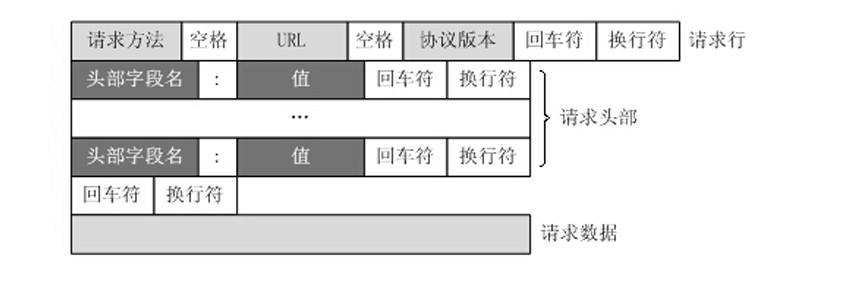 请求方法 空格 URL 空格 协议版本 回车符 换行符 请求行
头部字段名 : 值 回车符 换行符
… 请求头部
头部字段名 : 值 回车符 换行符
回车符 换行符
请求数据